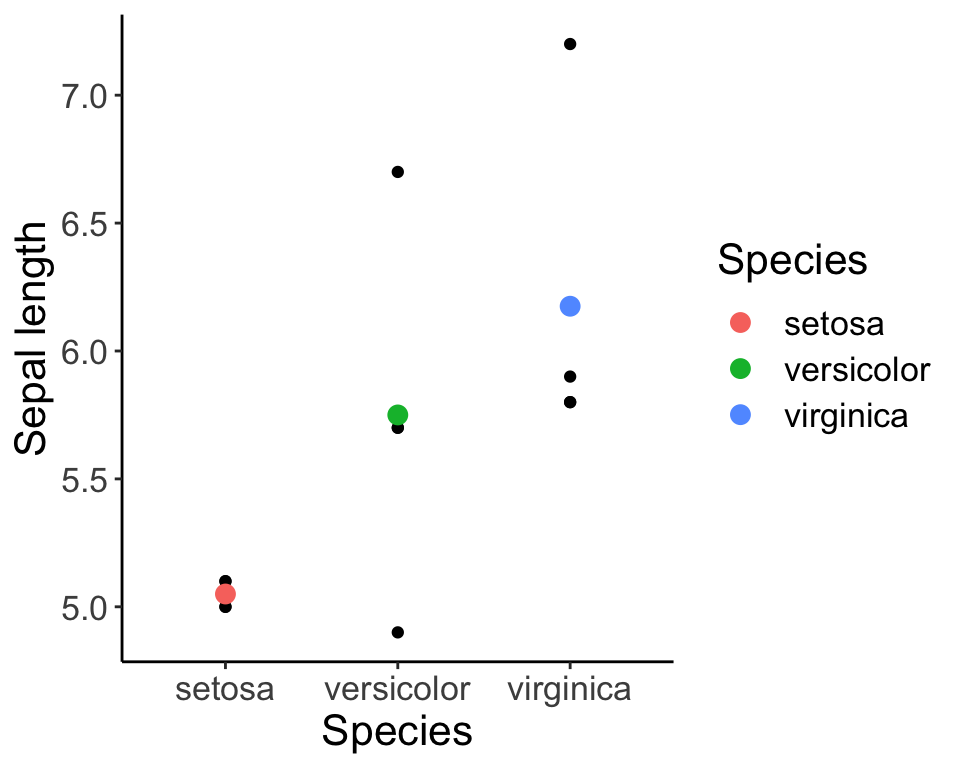 7.0
6.5
6.0
5.5
5.0
Sepal length
setosa versicolor virginica
Species
Species
setosa
versicolor
virginica